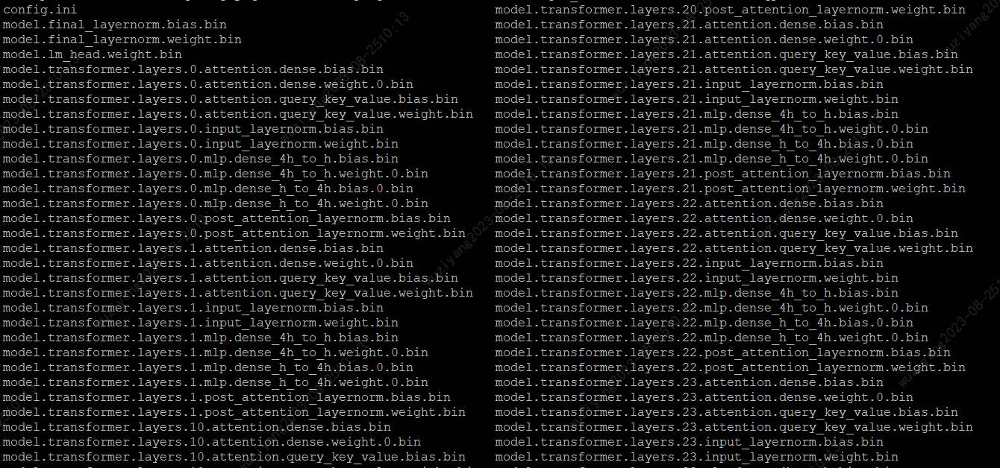 config.ini
model.final_layernorm.bias.bin
model.final_layernorm.weight.bin
model.lm_head.weight.bin
model.transformer.layers.0.attention.dense.bias.bin
model.transformer.layers.0.attention.dense.weight.0.bin
model.transformer.layers.0.attention.query_key_value.bias.bin
model.transformer.layers.0.attention.query_key_value.weight.bin
model.transformer.layers.0.input_layernorm.bias.bin
model.transformer.layers.0.input_layernorm.weight.bin
model.transformer.layers.0.mlp.dense_4h_to_h.bias.bin
model.transformer.layers.0.mlp.dense_4h_to_h.weight.0.bin
model.transformer.layers.0.mlp.dense_h_to_4h.bias.0.bin
model.transformer.layers.0.mlp.dense_h_to_4h.weight.0.bin
model.transformer.layers.0.post_attention_layernorm.bias.bin
model.transformer.layers.0.post_attention_layernorm.weight.bin
model.transformer.layers.1.attention.dense.bias.bin
model.transformer.layers.1.attention.dense.weight.0.bin
model.transformer.layers.1.attention.query_key_value.bias.bin
model.transformer.layers.1.attention.query_key_value.weight.bin
model.transformer.layers.1.input_layernorm.bias.bin
model.transformer.layers.1.input_layernorm.weight.bin
model.transformer.layers.1.mlp.dense_4h_to_h.bias.bin
model.transformer.layers.1.mlp.dense_4h_to_h.weight.0.bin
model.transformer.layers.1.mlp.dense_h_to_4h.bias.0.bin
model.transformer.layers.1.mlp.dense_h_to_4h.weight.0.bin
model.transformer.layers.1.post_attention_layernorm.bias.bin
model.transformer.layers.1.post_attention_layernorm.weight.bin
model.transformer.layers.10.attention.dense.bias.bin
model.transformer.layers.10.attention.dense.weight.0.bin
model.transformer.layers.10.attention.query_key_value.bias.bin
model.transformer.layers.20.post_attention_layernorm.weight.bin
model.transformer.layers.21.attention.dense.bias.bin
model.transformer.layers.21.attention.dense.weight.0.bin
model.transformer.layers.21.attention.query_key_value.bias.bin
model.transformer.layers.21.attention.query_key_value.weight.bin
model.transformer.layers.21.input_layernorm.bias.bin
model.transformer.layers.21.input_layernorm.weight.bin
model.transformer.layers.21.mlp.dense_4h_to_h.bias.bin
model.transformer.layers.21.mlp.dense_4h_to_h.weight.0.bin
model.transformer.layers.21.mlp.dense_h_to_4h.bias.0.bin
model.transformer.layers.21.mlp.dense_h_to_4h.weight.0.bin
model.transformer.layers.21.post_attention_layernorm.bias.bin
model.transformer.layers.21.post_attention_layernorm.weight.bin
model.transformer.layers.22.attention.dense.bias.bin
model.transformer.layers.22.attention.dense.weight.0.bin
model.transformer.layers.22.attention.query_key_value.bias.bin
model.transformer.layers.22.attention.query_key_value.weight.bin
model.transformer.layers.22.input_layernorm.bias.bin
model.transformer.layers.22.input_layernorm.weight.bin
model.transformer.layers.22.mlp.dense_4h_to_h.bias.bin
model.transformer.layers.22.mlp.dense_4h_to_h.weight.0.bin
model.transformer.layers.22.mlp.dense_h_to_4h.bias.0.bin
model.transformer.layers.22.mlp.dense_h_to_4h.weight.0.bin
model.transformer.layers.22.post_attention_layernorm.bias.bin
model.transformer.layers.22.post_attention_layernorm.weight.bin
model.transformer.layers.23.attention.dense.bias.bin
model.transformer.layers.23.attention.dense.weight.0.bin
model.transformer.layers.23.attention.query_key_value.bias.bin
model.transformer.layers.23.attention.query_key_value.weight.bin
model.transformer.layers.23.input_layernorm.bias.bin
model.transformer.layers.23.input_layernorm.weight.bin
wuziyang2023-08-2510:13